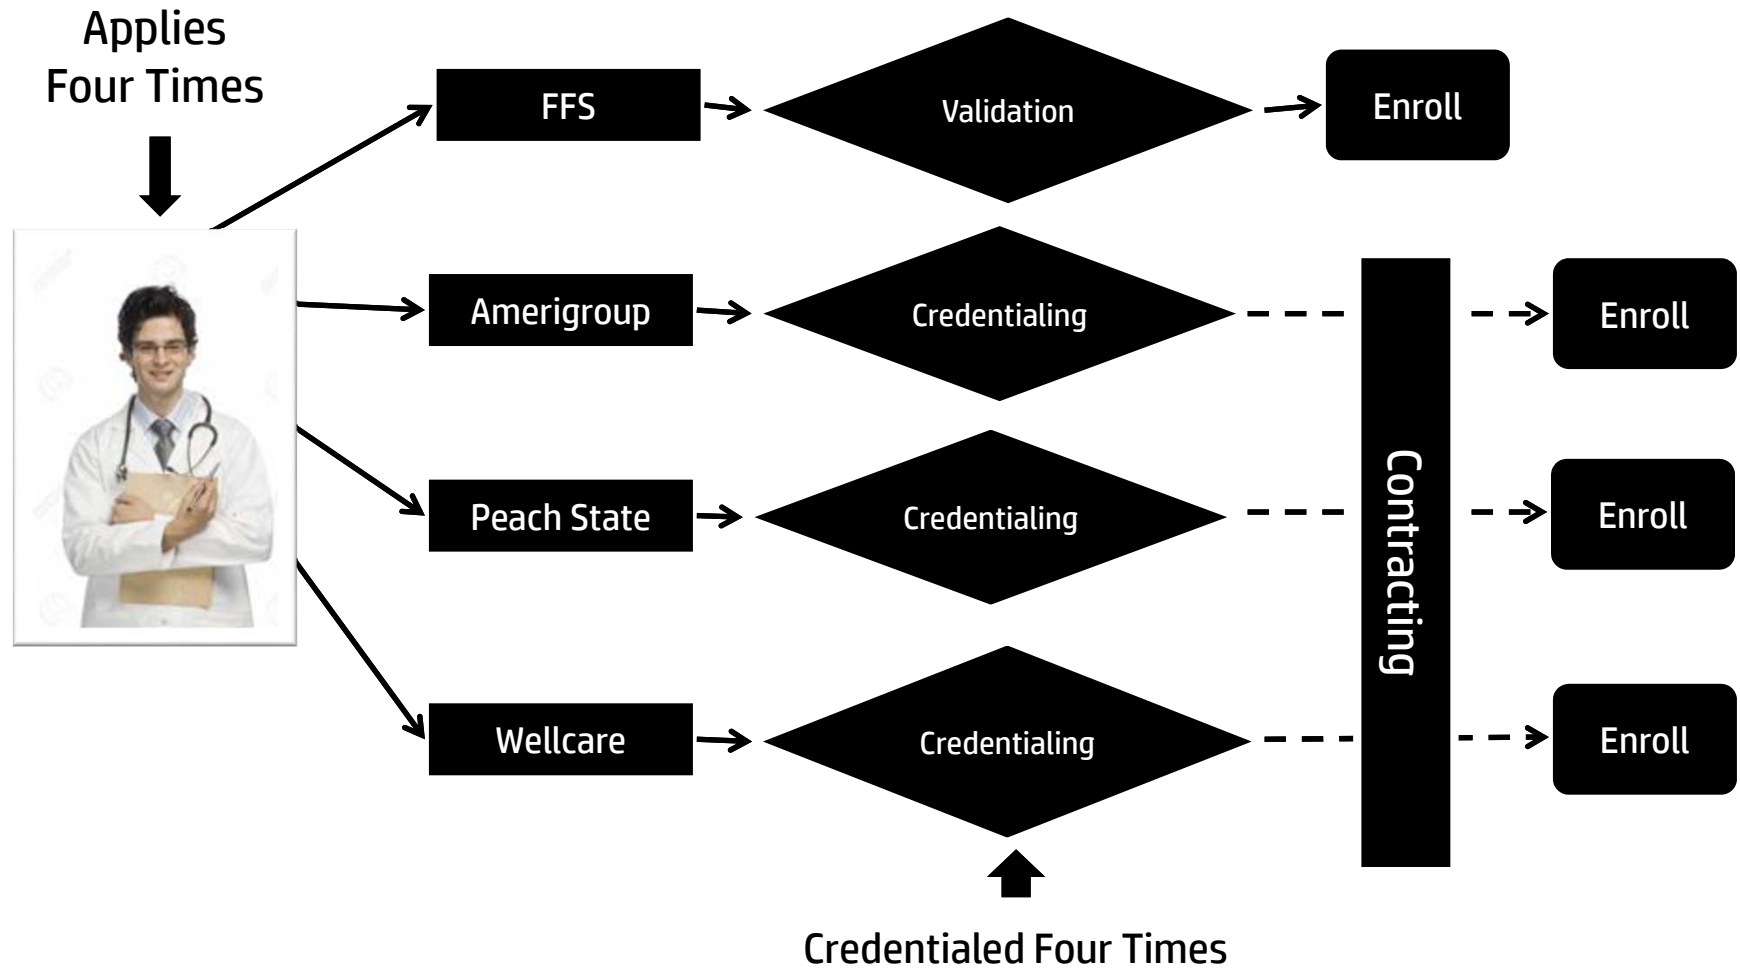 Applies
Four Times
FFS
Validation
Enroll
Amerigroup
Credentialing
Enroll
Peach State
Credentialing
Contracting
Enroll
Wellcare
Credentialing
Enroll
Credentialed Four Times